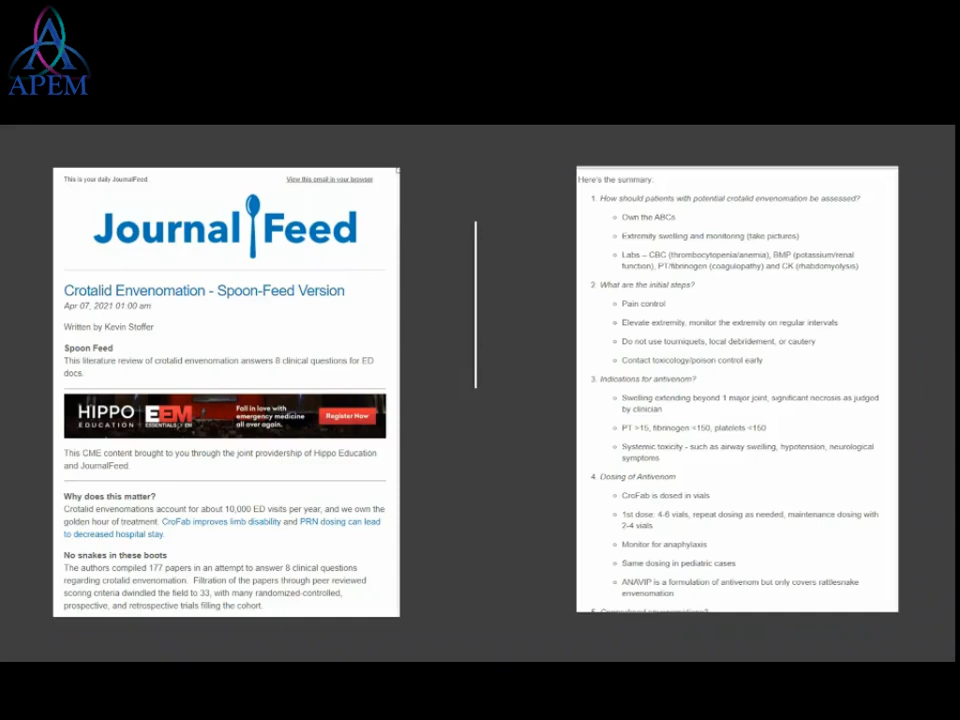 APEM
This is your daily JournalFeed
View this email in your browser
Journal Feed
Crotalid Envenomation - Spoon-Feed Version
Apr 07, 2021 01:00 am
Written by Kevin Stoffer
Spoon Feed
This literature review of crotalid envenomation answers 8 clinical questions for ED
docs.
HIPPO
EDUCATION
EEM
ESSENTIALS
Fall in love with
emergency medicine
all over again.
Register Now
This CME content brought to you through the joint providership of Hippo Education
and JournalFeed.
Why does this matter?
Crotalid envenomations account for about 10,000 ED visits per year, and we own the
golden hour of treatment. CroFab improves limb disability and PRN dosing can lead
to decreased hospital stay.
No snakes in these boots
The authors compiled 177 papers in an attempt to answer 8 clinical questions
regarding crotalid envenomation. Filtration of the papers through peer reviewed
scoring criteria dwindled the field to 33, with many randomized-controlled,
prospective, and retrospective trials filling the cohort.
Here's the summary.
1. How should patients with potential crotalid envenomation be assessed?
Own the ABCs
Extremity swelling and monitoring (take pictures)
Labs – CBC (thrombocytopenia/anemia), BMP (potassium/renal
function), PT/fibrinogen (coagulopathy) and CK (rhabdomyolysis)
2. What are the initial steps?
Pain control
Elevate extremity, monitor the extremity on regular intervals
Do not use tourniquets, local debridement, or cautery
Contact toxicology/poison control early
3. Indications for antivenom?
Swelling extending beyond 1 major joint, significant necrosis as judged
by clinician
PT >15, fibrinogen <150, platelets <150
Systemic toxicity - such as airway swelling, hypotension, neurological
symptoms
4. Dosing of Antivenom
CroFab is dosed in vials
1st dose: 4-6 vials, repeat dosing as needed, maintenance dosing with
2-4 vials
Monitor for anaphylaxis
Same dosing in pediatric cases
ANAVIP is a formulation of antivenom but only covers rattlesnake
envenomation